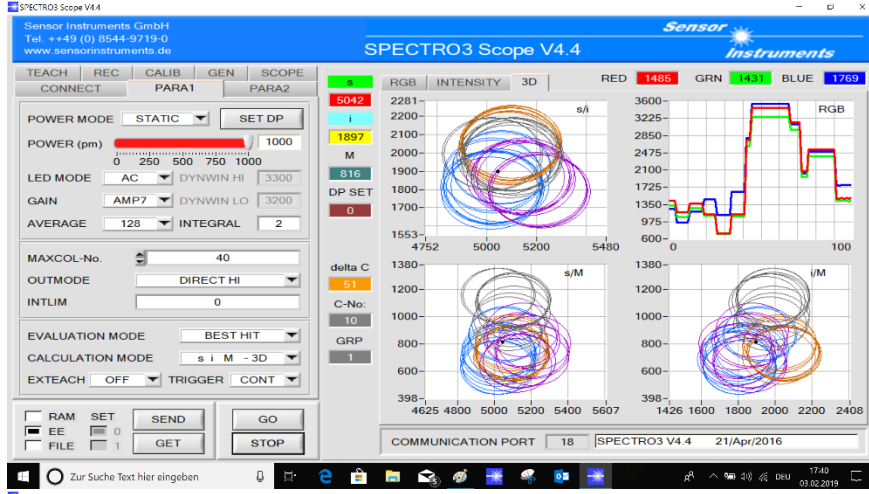 SPECTRO3 Scope V4.4
Sensor Instruments GmbH
Tel. ++49 (0) 8544-9719-0
www.sensorinstruments.de
SPECTRO3 Scope V4.4
Sensor
Instruments
TEACH REC CALIB GEN SCOPE
CONNECT PARA1 PARA2
POWER MODE STATIC SET DP
POWER (pm) 1000
0 250 500 750 1000
LED MODE AC DYNWIN HI 3300
GAIN AMP7 DYNWIN LO 3200
AVERAGE 128 INTEGRAL 2
MAXCOL-No. 40
OUTMODE DIRECT HI
INTLIM 0
EVALUATION MODE BEST HIT
CALCULATION MODE s i M - 3D
EXTEACH OFF TRIGGER CONT
RAM SET
EE 0
FILE 1
SEND GO
GET STOP
s
5042
i
1897
M
816
DP SET
0
delta C
51
C-No:
10
GRP
1
RGB INTENSITY 3D
RED 1485 GRN 1431 BLUE 1769
s/i
2281
2200
2100
2000
1900
1800
1700
1553
4752 5000 5200 5480
RGB
3600
3225
2850
2475
2100
1725
1350
975
600
0 100
s/M
1380
1200
1000
800
600
398
4625 4800 5000 5200 5400 5607
i/M
1380
1200
1000
800
600
398
1426 1600 1800 2000 2200 2408
COMMUNICATION PORT 18 SPECTRO3 V4.4 21/Apr/2016
Zur Suche Text hier eingeben
DEU
17:40
03.02.2019